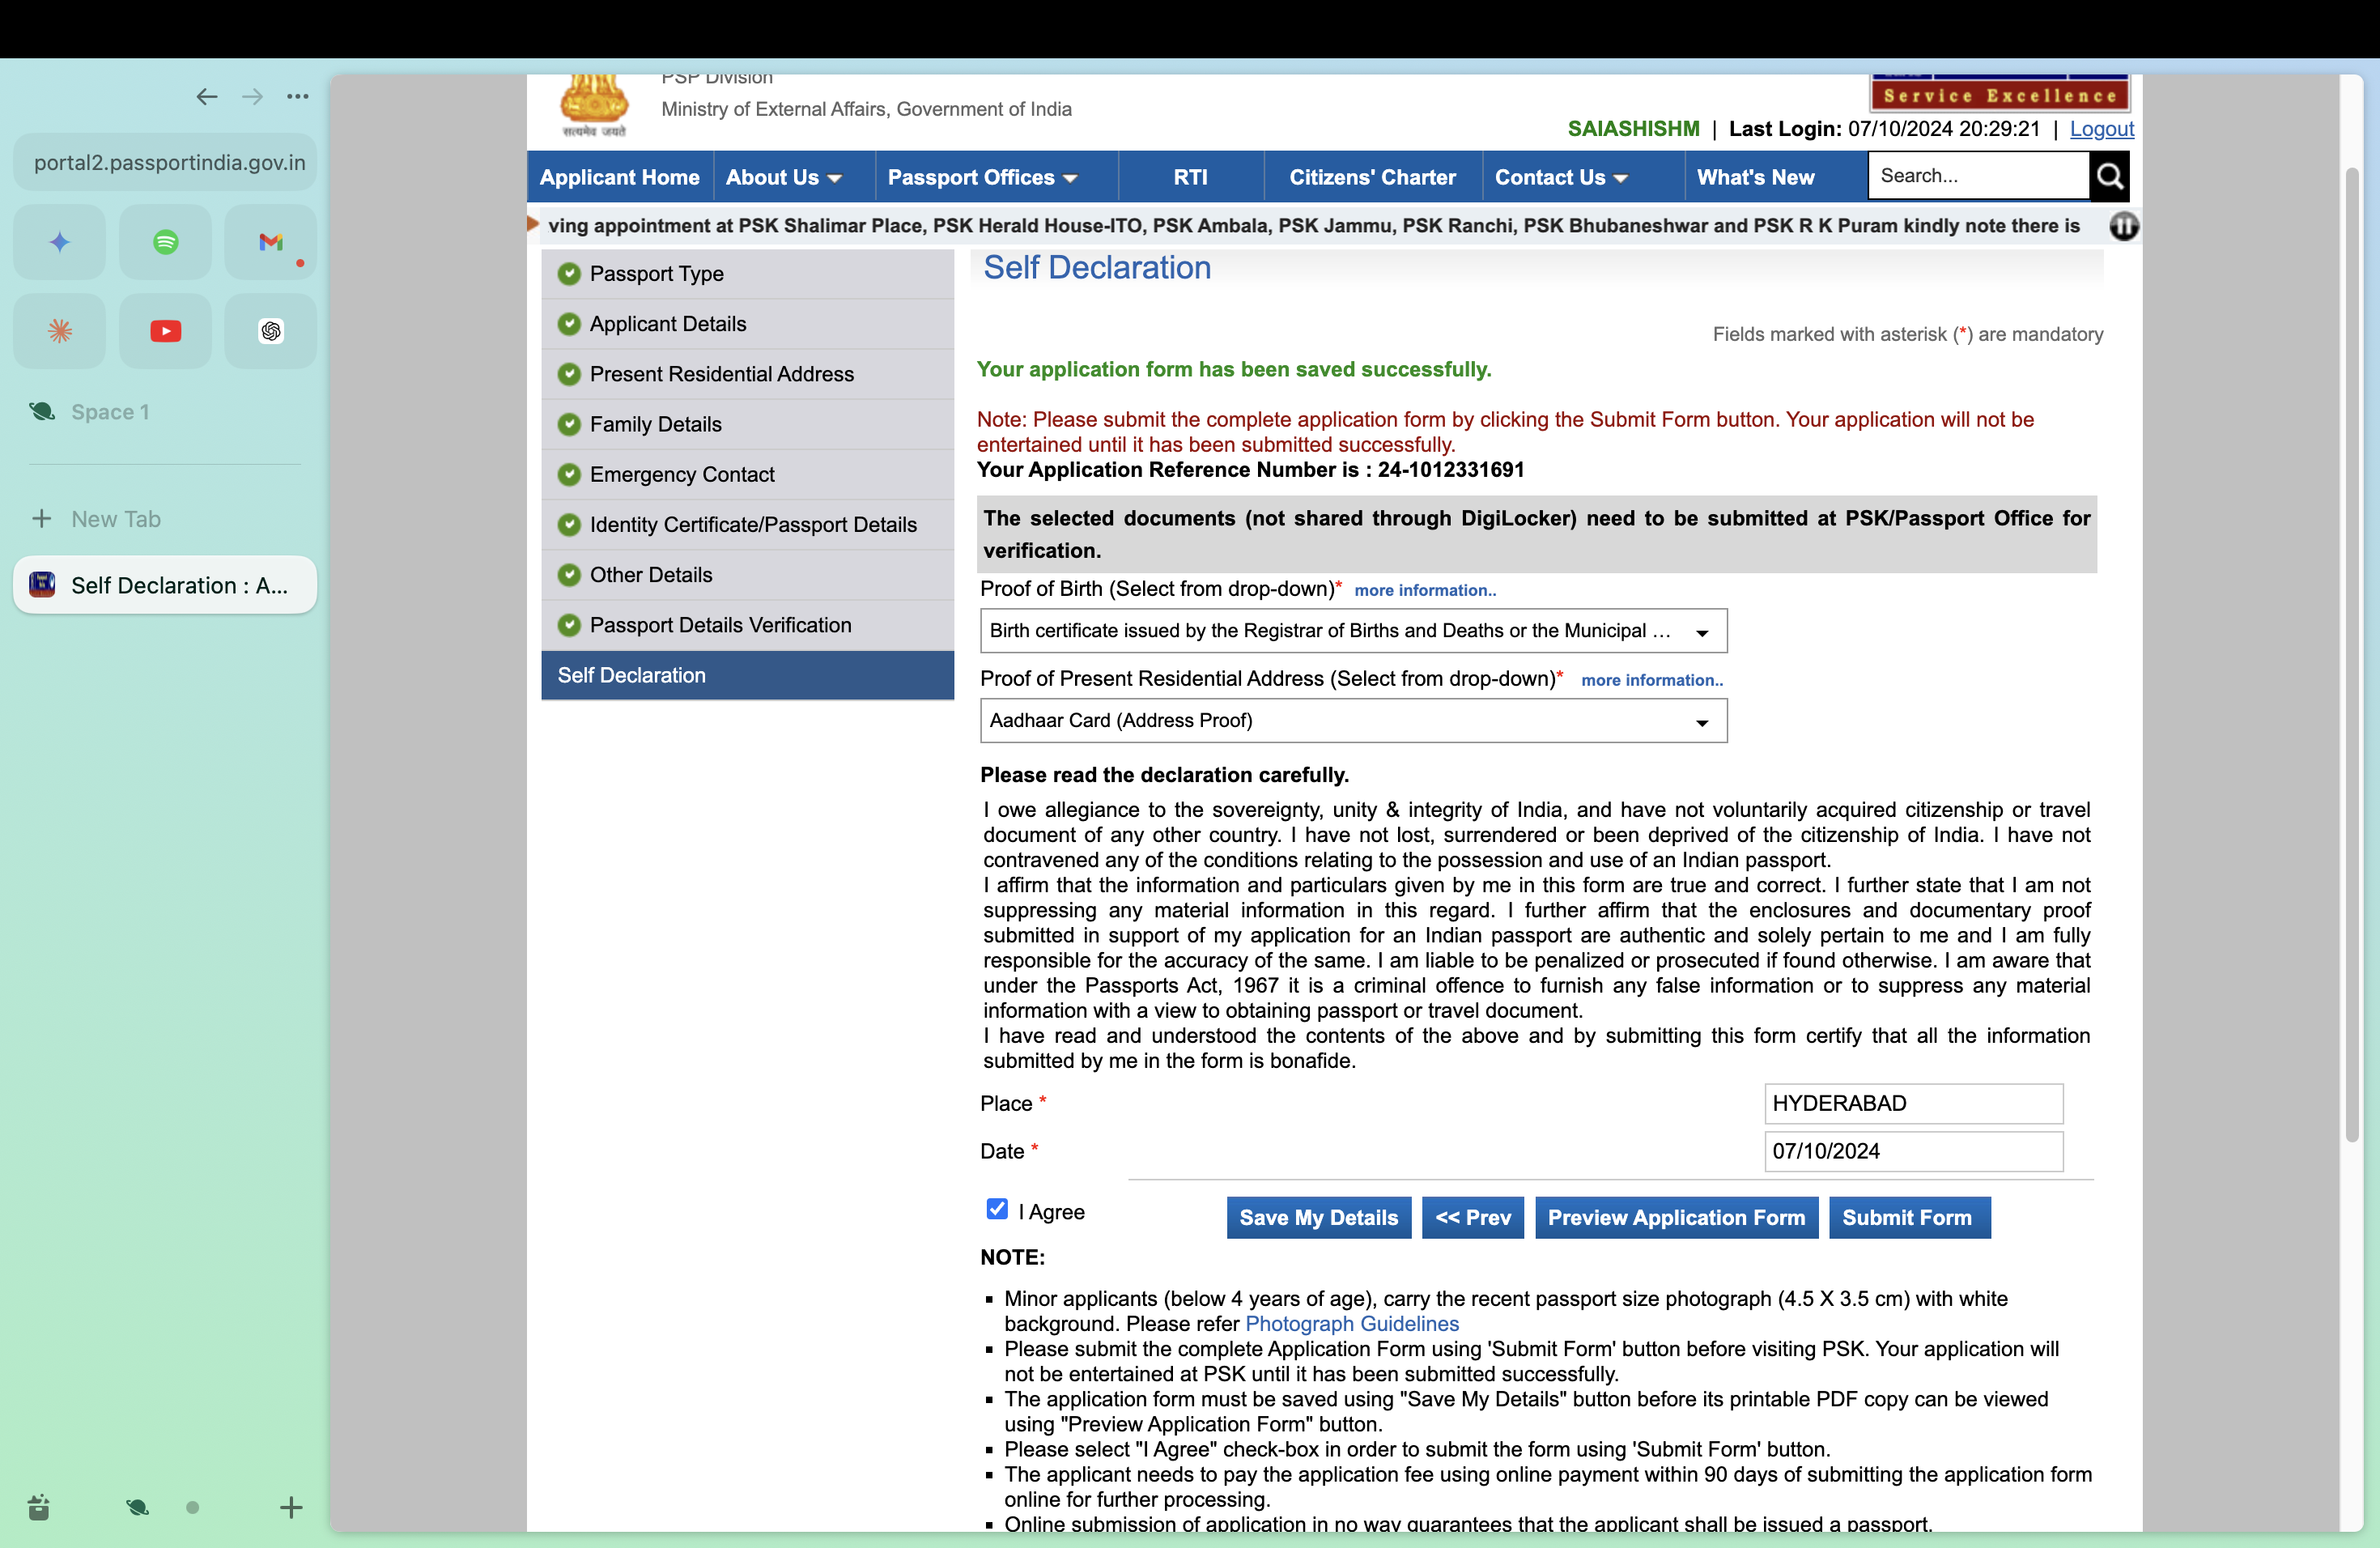 PSP Division
Ministry of External Affairs, Government of India
सत्यमेव जयते
Service Excellence
SAIASHISHM | Last Login: 07/10/2024 20:29:21 | Logout
portal2.passportindia.gov.in
Applicant Home
About Us
Passport Offices
RTI
Citizens' Charter
Contact Us
What's New
Search...
ving appointment at PSK Shalimar Place, PSK Herald House-ITO, PSK Ambala, PSK Jammu, PSK Ranchi, PSK Bhubaneshwar and PSK R K Puram kindly note there is
Space 1
New Tab
Self Declaration : A...
Passport Type
Applicant Details
Present Residential Address
Family Details
Emergency Contact
Identity Certificate/Passport Details
Other Details
Passport Details Verification
Self Declaration
Self Declaration
Fields marked with asterisk (*) are mandatory
Your application form has been saved successfully.
Note: Please submit the complete application form by clicking the Submit Form button. Your application will not be
entertained until it has been submitted successfully.
Your Application Reference Number is : 24-1012331691
The selected documents (not shared through DigiLocker) need to be submitted at PSK/Passport Office for
verification.
Proof of Birth (Select from drop-down)* more information..
Birth certificate issued by the Registrar of Births and Deaths or the Municipal ...
Proof of Present Residential Address (Select from drop-down)* more information..
Aadhaar Card (Address Proof)
Please read the declaration carefully.
I owe allegiance to the sovereignty, unity & integrity of India, and have not voluntarily acquired citizenship or travel
document of any other country. I have not lost, surrendered or been deprived of the citizenship of India. I have not
contravened any of the conditions relating to the possession and use of an Indian passport.
I affirm that the information and particulars given by me in this form are true and correct. I further state that I am not
suppressing any material information in this regard. I further affirm that the enclosures and documentary proof
submitted in support of my application for an Indian passport are authentic and solely pertain to me and I am fully
responsible for the accuracy of the same. I am liable to be penalized or prosecuted if found otherwise. I am aware that
under the Passports Act, 1967 it is a criminal offence to furnish any false information or to suppress any material
information with a view to obtaining passport or travel document.
I have read and understood the contents of the above and by submitting this form certify that all the information
submitted by me in the form is bonafide.
Place * HYDERABAD
Date * 07/10/2024
I Agree
Save My Details
<< Prev
Preview Application Form
Submit Form
NOTE:
▪ Minor applicants (below 4 years of age), carry the recent passport size photograph (4.5 X 3.5 cm) with white
background. Please refer Photograph Guidelines
▪ Please submit the complete Application Form using 'Submit Form' button before visiting PSK. Your application will
not be entertained at PSK until it has been submitted successfully.
▪ The application form must be saved using "Save My Details" button before its printable PDF copy can be viewed
using "Preview Application Form" button.
▪ Please select "I Agree" check-box in order to submit the form using 'Submit Form' button.
▪ The applicant needs to pay the application fee using online payment within 90 days of submitting the application form
online for further processing.
▪ Online submission of application in no way guarantees that the applicant shall be issued a passport.